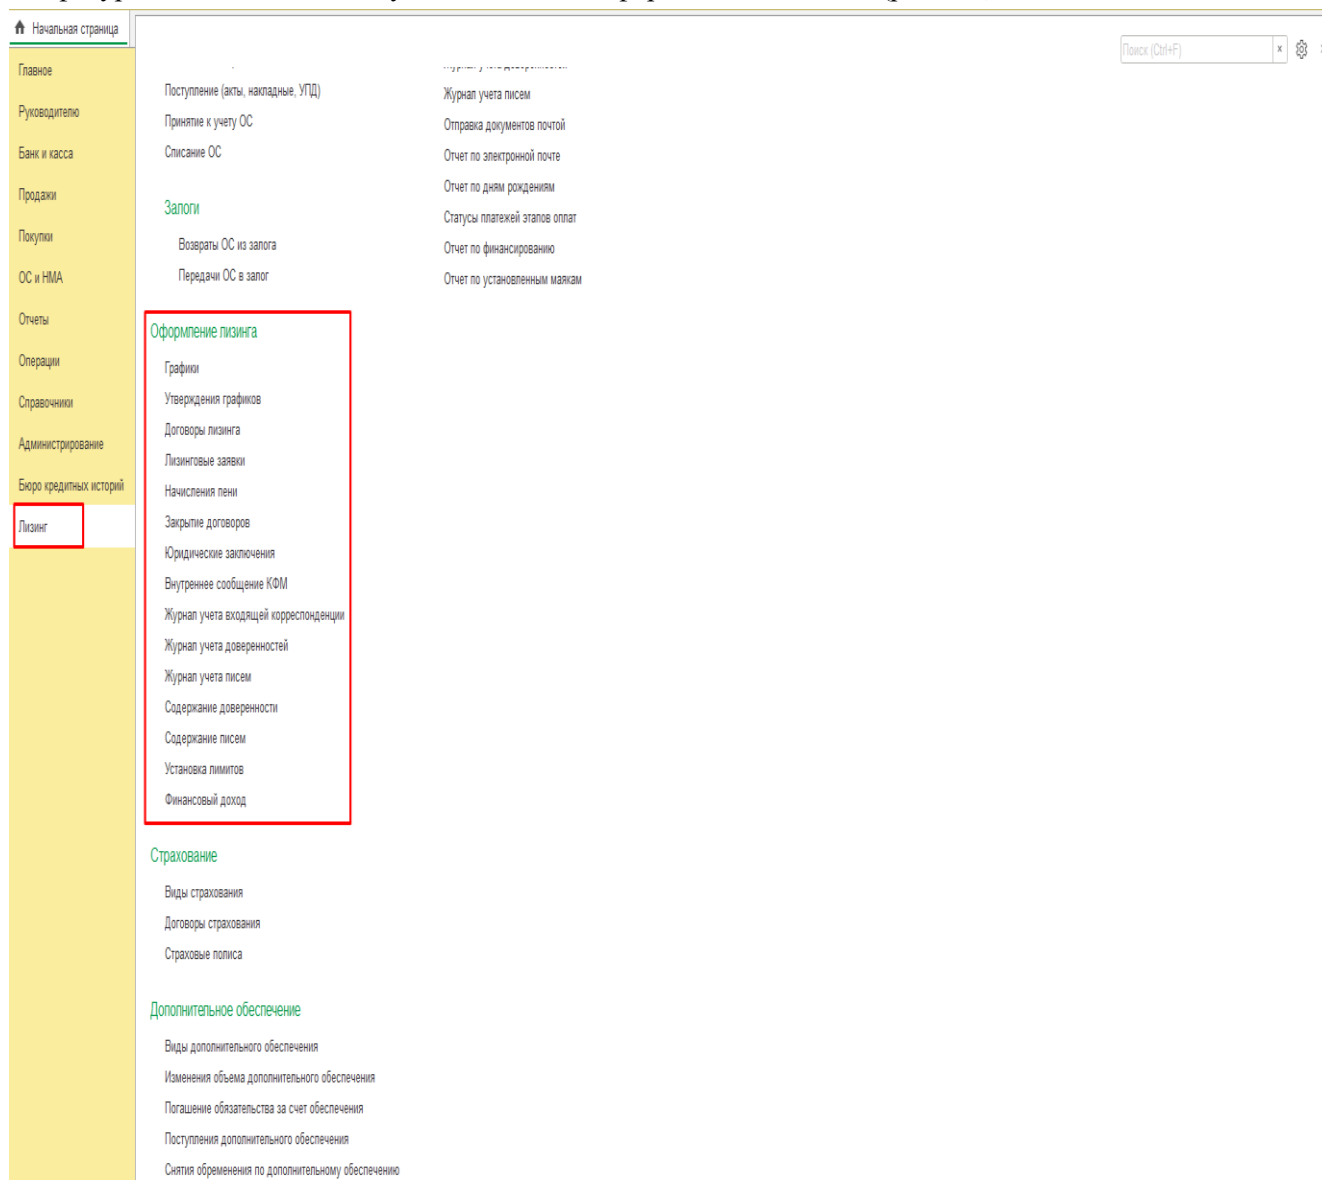 Начальная страница
Поиск (Ctrl+F)
Главное
Руководителю
Банк и касса
Продажи
Покупки
ОС и НМА
Отчеты
Операции
Справочники
Администрирование
Бюро кредитных историй
Лизинг
Поступление (акты, накладные, УПД)
Принятие к учету ОС
Списание ОС
Залоги
Возвраты ОС из залога
Передачи ОС в залог
Оформление лизинга
Графики
Утверждения графиков
Договоры лизинга
Лизинговые заявки
Начисления пени
Закрытие договоров
Юридические заключения
Внутреннее сообщение КФМ
Журнал учета входящей корреспонденции
Журнал учета доверенностей
Журнал учета писем
Содержание доверенности
Содержание писем
Установка лимитов
Финансовый доход
Страхование
Виды страхования
Договоры страхования
Страховые полиса
Дополнительное обеспечение
Виды дополнительного обеспечения
Изменения объема дополнительного обеспечения
Погашение обязательства за счет обеспечения
Поступления дополнительного обеспечения
Снятия обременения по дополнительному обеспечению
Журнал учета писем
Отправка документов почтой
Отчет по электронной почте
Отчет по дням рождениям
Статусы платежей этапов оплат
Отчет по финансированию
Отчет по установленным маякам